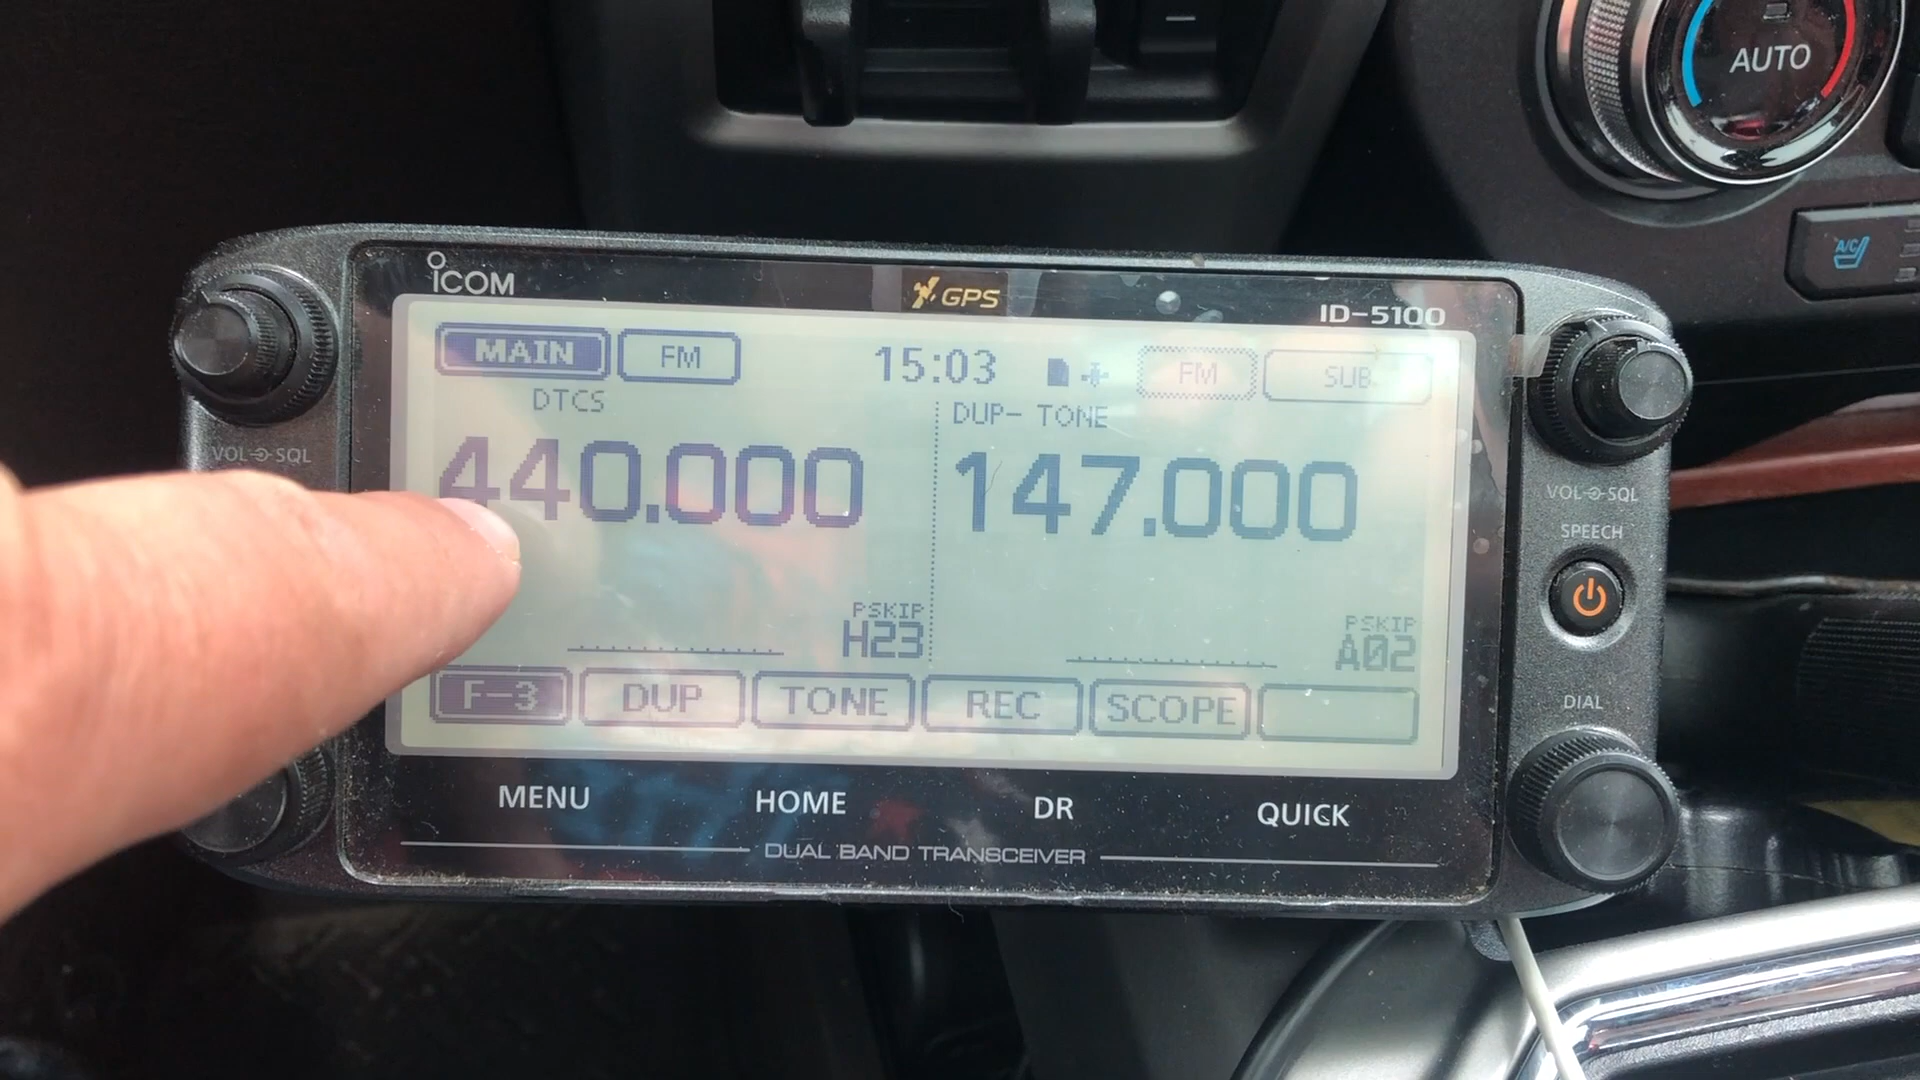 AUTO
A/C
ICOM
GPS
ID-5100
MAIN FM 15:03 FM SUB
DTCS DUP- TONE
440.000 147.000
VOL SQL
VOL SQL
SPEECH
PSKIP PSKIP
H23 A02
F-3 DUP TONE REC SCOPE
DIAL
MENU HOME DR QUICK
DUAL BAND TRANSCEIVER